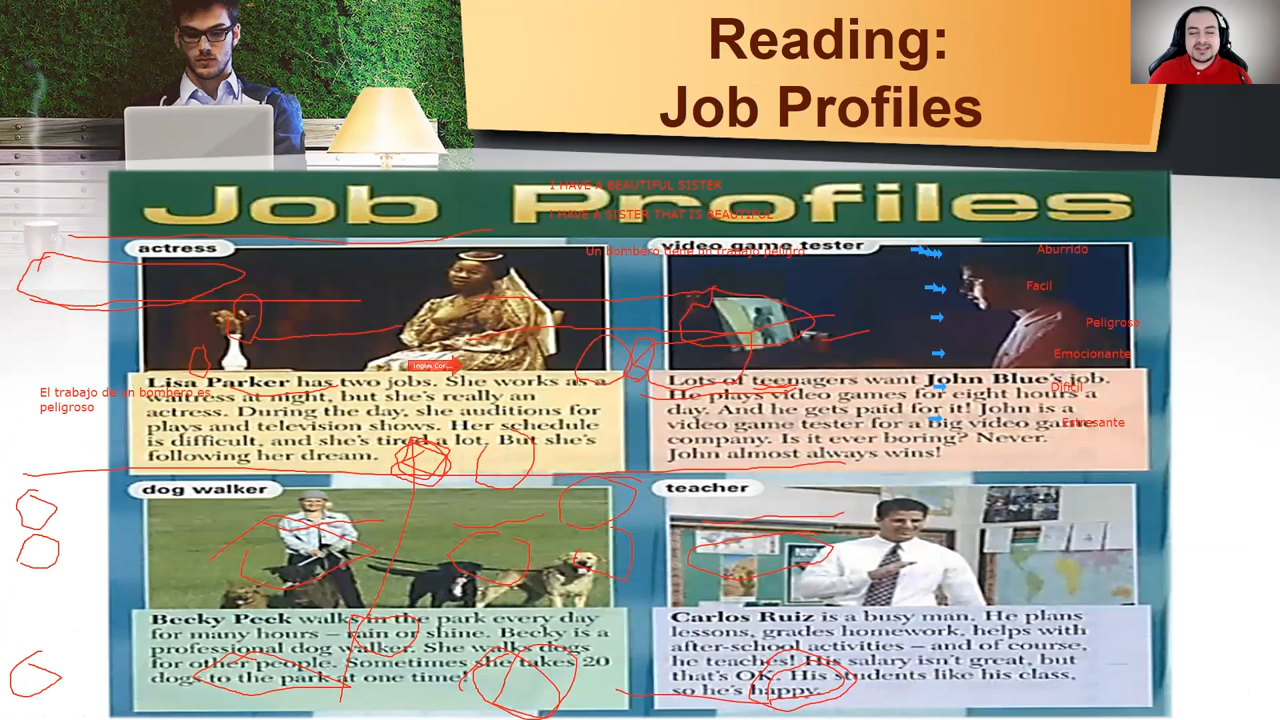 Reading:
Job Profiles
Job Profiles
I HAVE A BEAUTIFUL SISTER
I HAVE A SISTER THAT IS BEAUTIFUL
Un bombero tiene un trabajo peligro
actress
Lisa Parker has two jobs. She works as a
at night, but she's really an
actress. During the day, she auditions for
plays and television shows. Her schedule
is difficult, and she's tired a lot. But she's
following her dream.
Ingles Cor...
El trabajo de un bombero es
peligroso
video game tester
Aburrido
Facil
Peligroso
Emocionante
Dificil
Estresante
Lots of teenagers want John Blue's job.
He plays video games for eight hours a
day. And he gets paid for it! John is a
video game tester for a big video game
company. Is it ever boring? Never.
John almost always wins!
dog walker
Becky Peck walks in the park every day
for many hours – rain or shine. Becky is a
professional dog walker. She walks dogs
for other people. Sometimes she takes 20
dogs to the park at one time!
teacher
Carlos Ruiz is a busy man. He plans
lessons, grades homework, helps with
after-school activities – and of course,
he teaches! His salary isn't great, but
that's OK. His students like his class,
so he's happy.